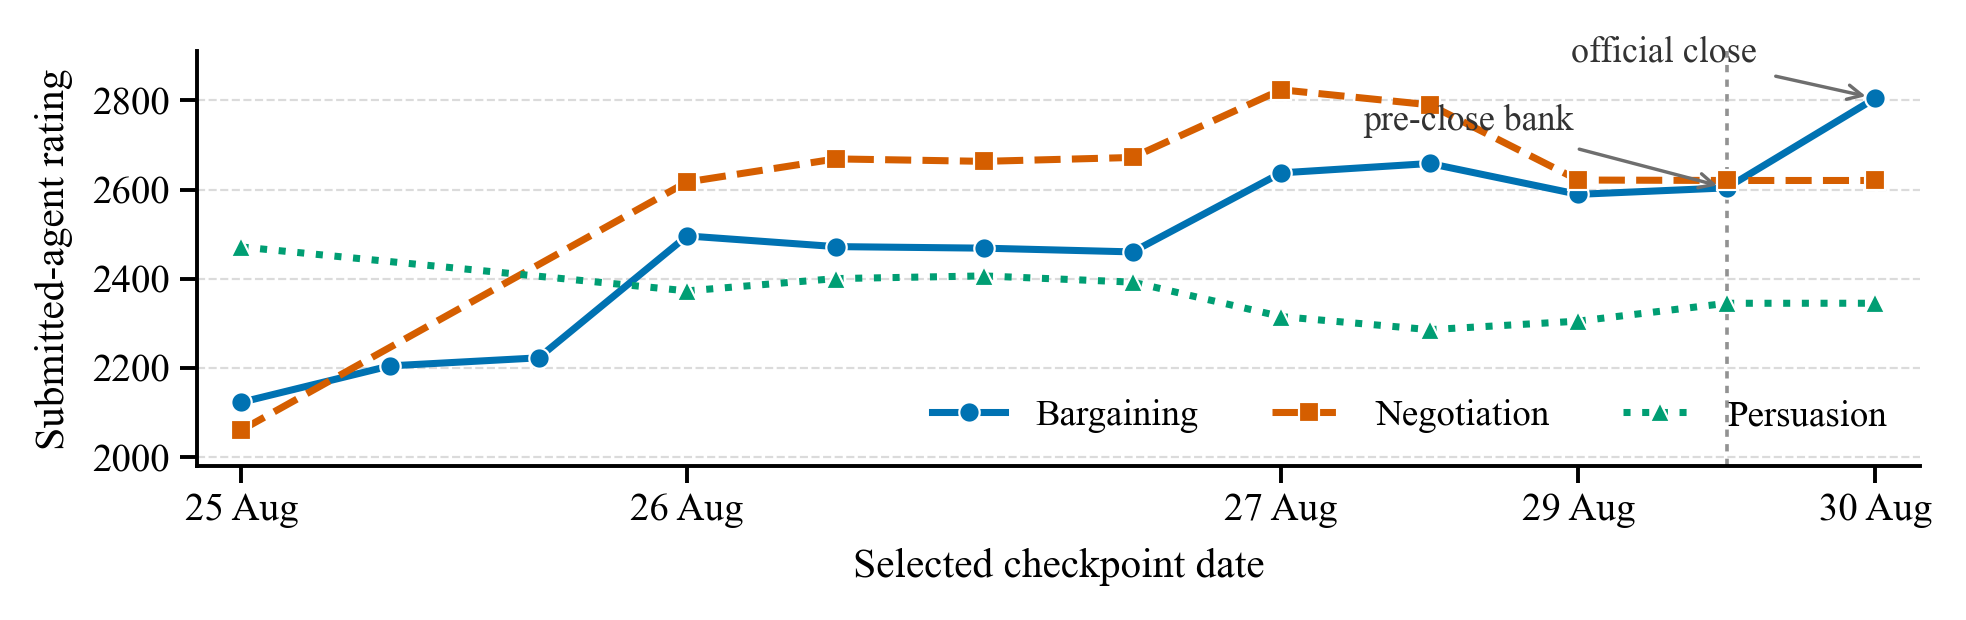 official close
pre-close bank
Submitted-agent rating
2800
2600
2400
2200
2000
Bargaining
Negotiation
Persuasion
25 Aug
26 Aug
27 Aug
29 Aug
30 Aug
Selected checkpoint date